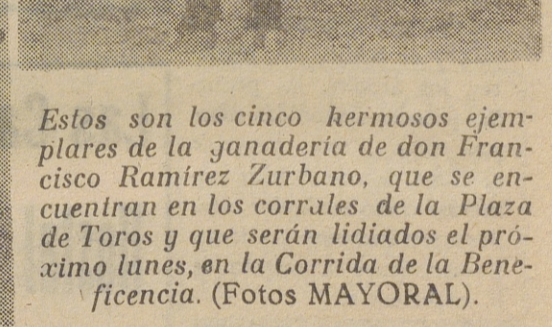 Estos son los cinco hermosos ejem-
plares de la ganadería de don Fran-
cisco Ramírez Zurbano, que se en-
cuentran en los corrales de la Plaza
de Toros y que serán lidiados el pró-
ximo lunes, en la Corrida de la Bene-
ficencia. (Fotos MAYORAL).